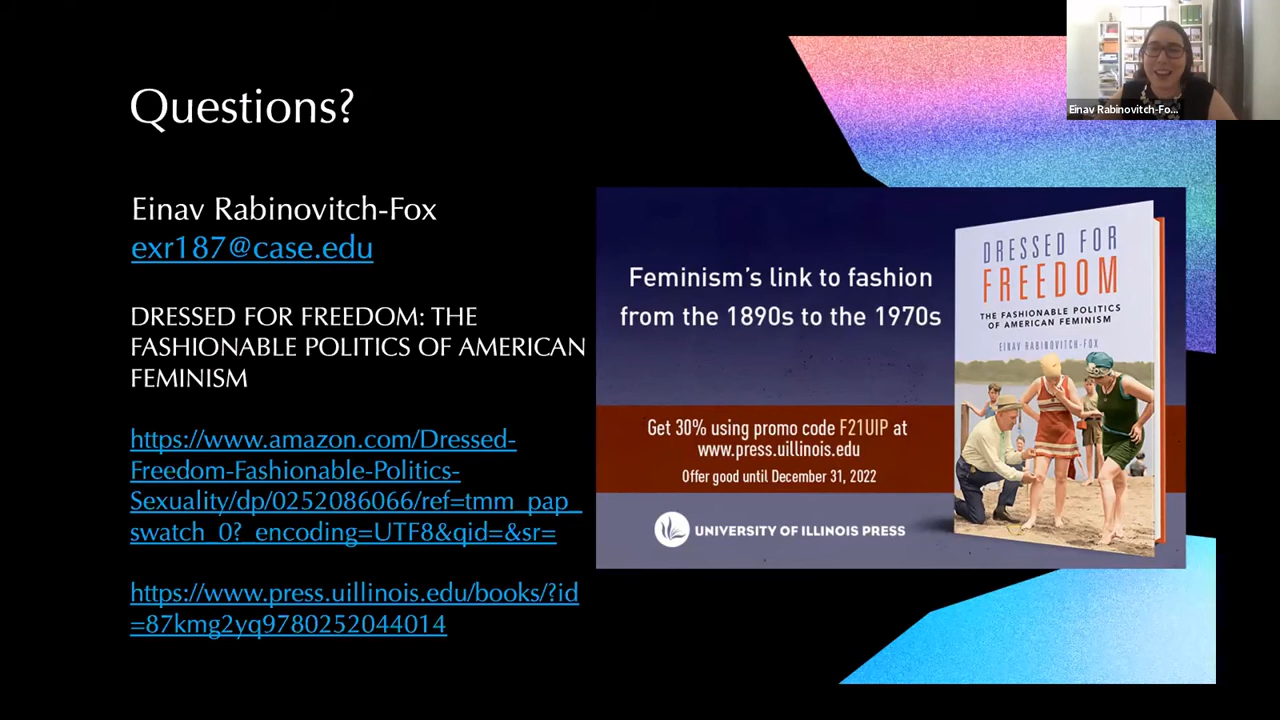 Questions?
Einav Rabinovitch-Fo...
Einav Rabinovitch-Fox
exr187@case.edu
DRESSED FOR FREEDOM: THE
FASHIONABLE POLITICS OF AMERICAN
FEMINISM
https://www.amazon.com/Dressed-
Freedom-Fashionable-Politics-
Sexuality/dp/0252086066/ref=tmm_pap_
swatch_0?_encoding=UTF8&qid=&sr=
https://www.press.uillinois.edu/books/?id
=87kmg2yq9780252044014
Feminism's link to fashion
from the 1890s to the 1970s
Get 30% using promo code F21UIP at
www.press.uillinois.edu
Offer good until December 31, 2022
UNIVERSITY OF ILLINOIS PRESS
DRESSED FOR
FREEDOM
THE FASHIONABLE POLITICS
OF AMERICAN FEMINISM
EINAV RABINOVITCH-FOX